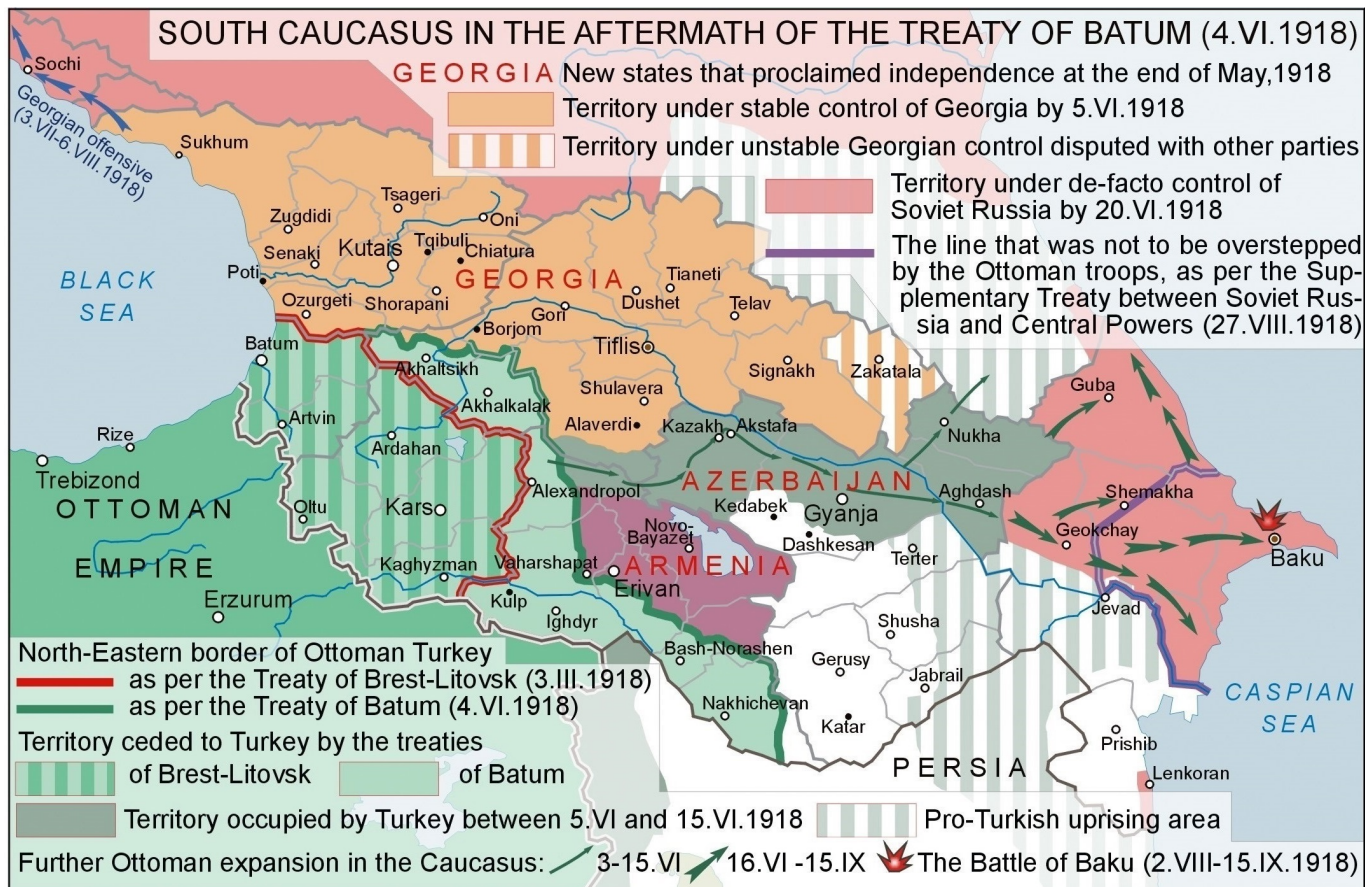 SOUTH CAUCASUS IN THE AFTERMATH OF THE TREATY OF BATUM (4.VI.1918)
GEORGIA New states that proclaimed independence at the end of May,1918
Territory under stable control of Georgia by 5.VI.1918
Territory under unstable Georgian control disputed with other parties
Territory under de-facto control of
Soviet Russia by 20.VI.1918
The line that was not to be overstepped
by the Ottoman troops, as per the Sup-
plementary Treaty between Soviet Rus-
sia and Central Powers (27.VIII.1918)
Sochi
Georgian offensive
(3.VII-6.VIII.1918)
Sukhum
Tsageri
Zugdidi
Oni
Senaki
Kutais
Tqibuli
Chiatura
Poti
GEORGIA
Tianeti
BLACK
SEA
Ozurgeti
Shorapani
Gori
Dushet
Telav
Borjom
Batum
Tiflis
Akhaltsikh
Signakh
Zakatala
Guba
Shulavera
Akhalkalak
Artvin
Alaverdi
Kazakh
Akstafa
Nukha
Rize
Ardahan
Trebizond
OTTOMAN
EMPIRE
Alexandropol
AZERBAIJAN
Aghdash
Shemakha
Oltu
Kars
Kedabek
Gyanja
Novo-
Bayazet
Dashkesan
Geokchay
Baku
Kaghyzman
Vaharshapat
ARMENIA
Terter
Erivan
Erzurum
Kulp
Ighdyr
Jevad
Shusha
Bash-Norashen
Gerusy
Jabrail
Nakhichevan
Katar
CASPIAN
SEA
Prishib
PERSIA
Lenkoran
North-Eastern border of Ottoman Turkey
as per the Treaty of Brest-Litovsk (3.III.1918)
as per the Treaty of Batum (4.VI.1918)
Territory ceded to Turkey by the treaties
of Brest-Litovsk
of Batum
Territory occupied by Turkey between 5.VI and 15.VI.1918
Pro-Turkish uprising area
Further Ottoman expansion in the Caucasus: 3-15.VI 16.VI -15.IX The Battle of Baku (2.VIII-15.IX.1918)